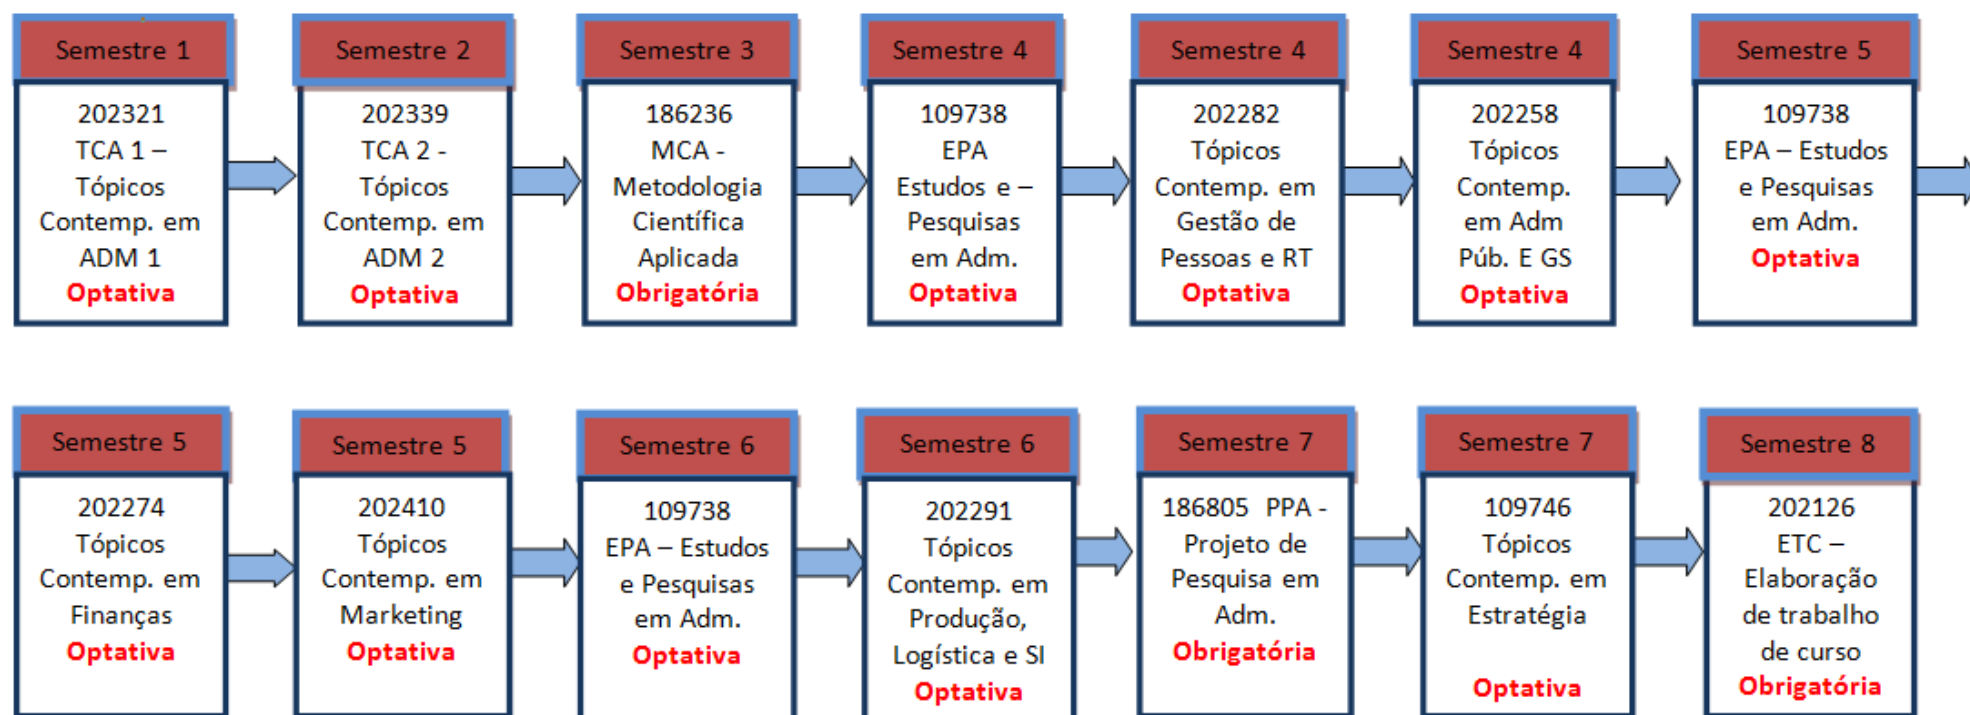 Semestre 1
202321
TCA 1 –
Tópicos
Contemp. em
ADM 1
Optativa
Semestre 2
202339
TCA 2 -
Tópicos
Contemp. em
ADM 2
Optativa
Semestre 3
186236
MCA -
Metodologia
Científica
Aplicada
Obrigatória
Semestre 4
109738
EPA
Estudos e –
Pesquisas
em Adm.
Optativa
Semestre 4
202282
Tópicos
Contemp. em
Gestão de
Pessoas e RT
Optativa
Semestre 4
202258
Tópicos
Contemp.
em Adm
Púb. E GS
Optativa
Semestre 5
109738
EPA – Estudos
e Pesquisas
em Adm.
Optativa
Semestre 5
202274
Tópicos
Contemp. em
Finanças
Optativa
Semestre 5
202410
Tópicos
Contemp. em
Marketing
Optativa
Semestre 6
109738
EPA – Estudos
e Pesquisas
em Adm.
Optativa
Semestre 6
202291
Tópicos
Contemp. em
Produção,
Logística e SI
Optativa
Semestre 7
186805 PPA -
Projeto de
Pesquisa em
Adm.
Obrigatória
Semestre 7
109746
Tópicos
Contemp. em
Estratégia
Optativa
Semestre 8
202126
ETC –
Elaboração
de trabalho
de curso
Obrigatória